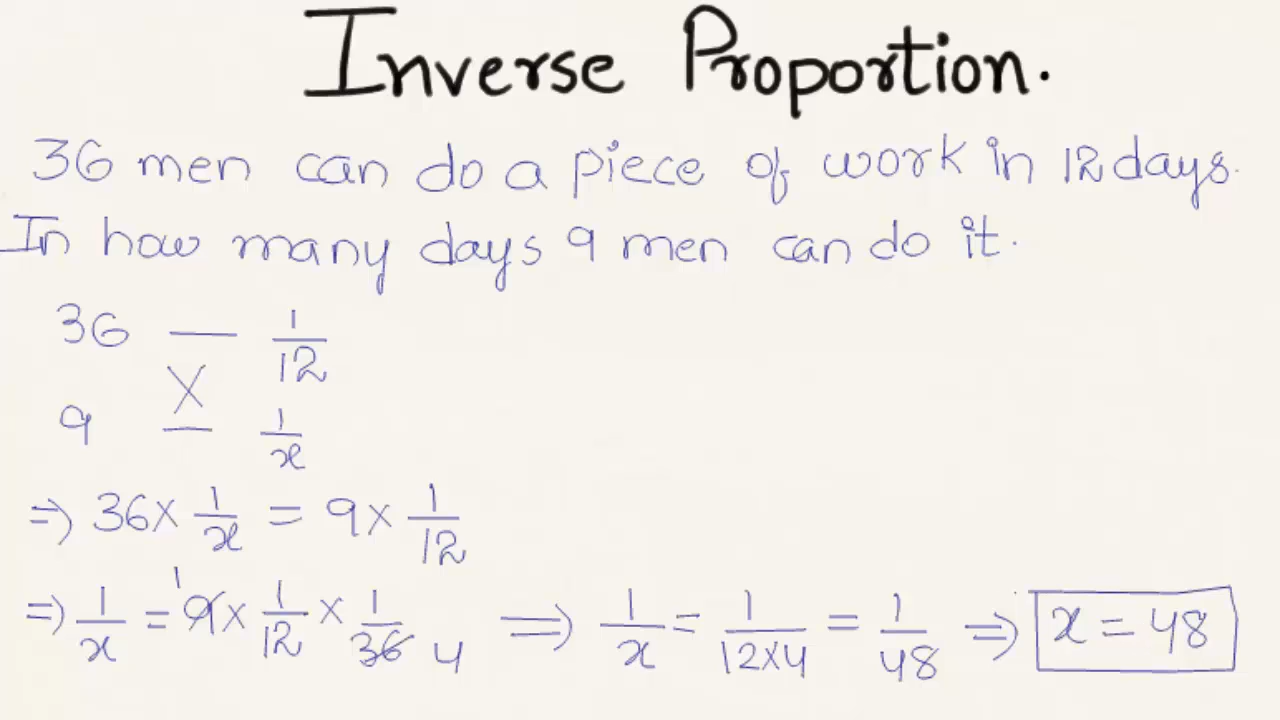 Inverse Proportion.
36 men can do a piece of work in 12 days.
In how many days 9 men can do it.
36 — 1/12
X
9 — 1/x
⇒ 36 × 1/x = 9 × 1/12
⇒ 1/x = 9 1 × 1/12 × 1/36 4 ⇒ 1/x = 1/12×4 = 1/48 ⇒ x = 48